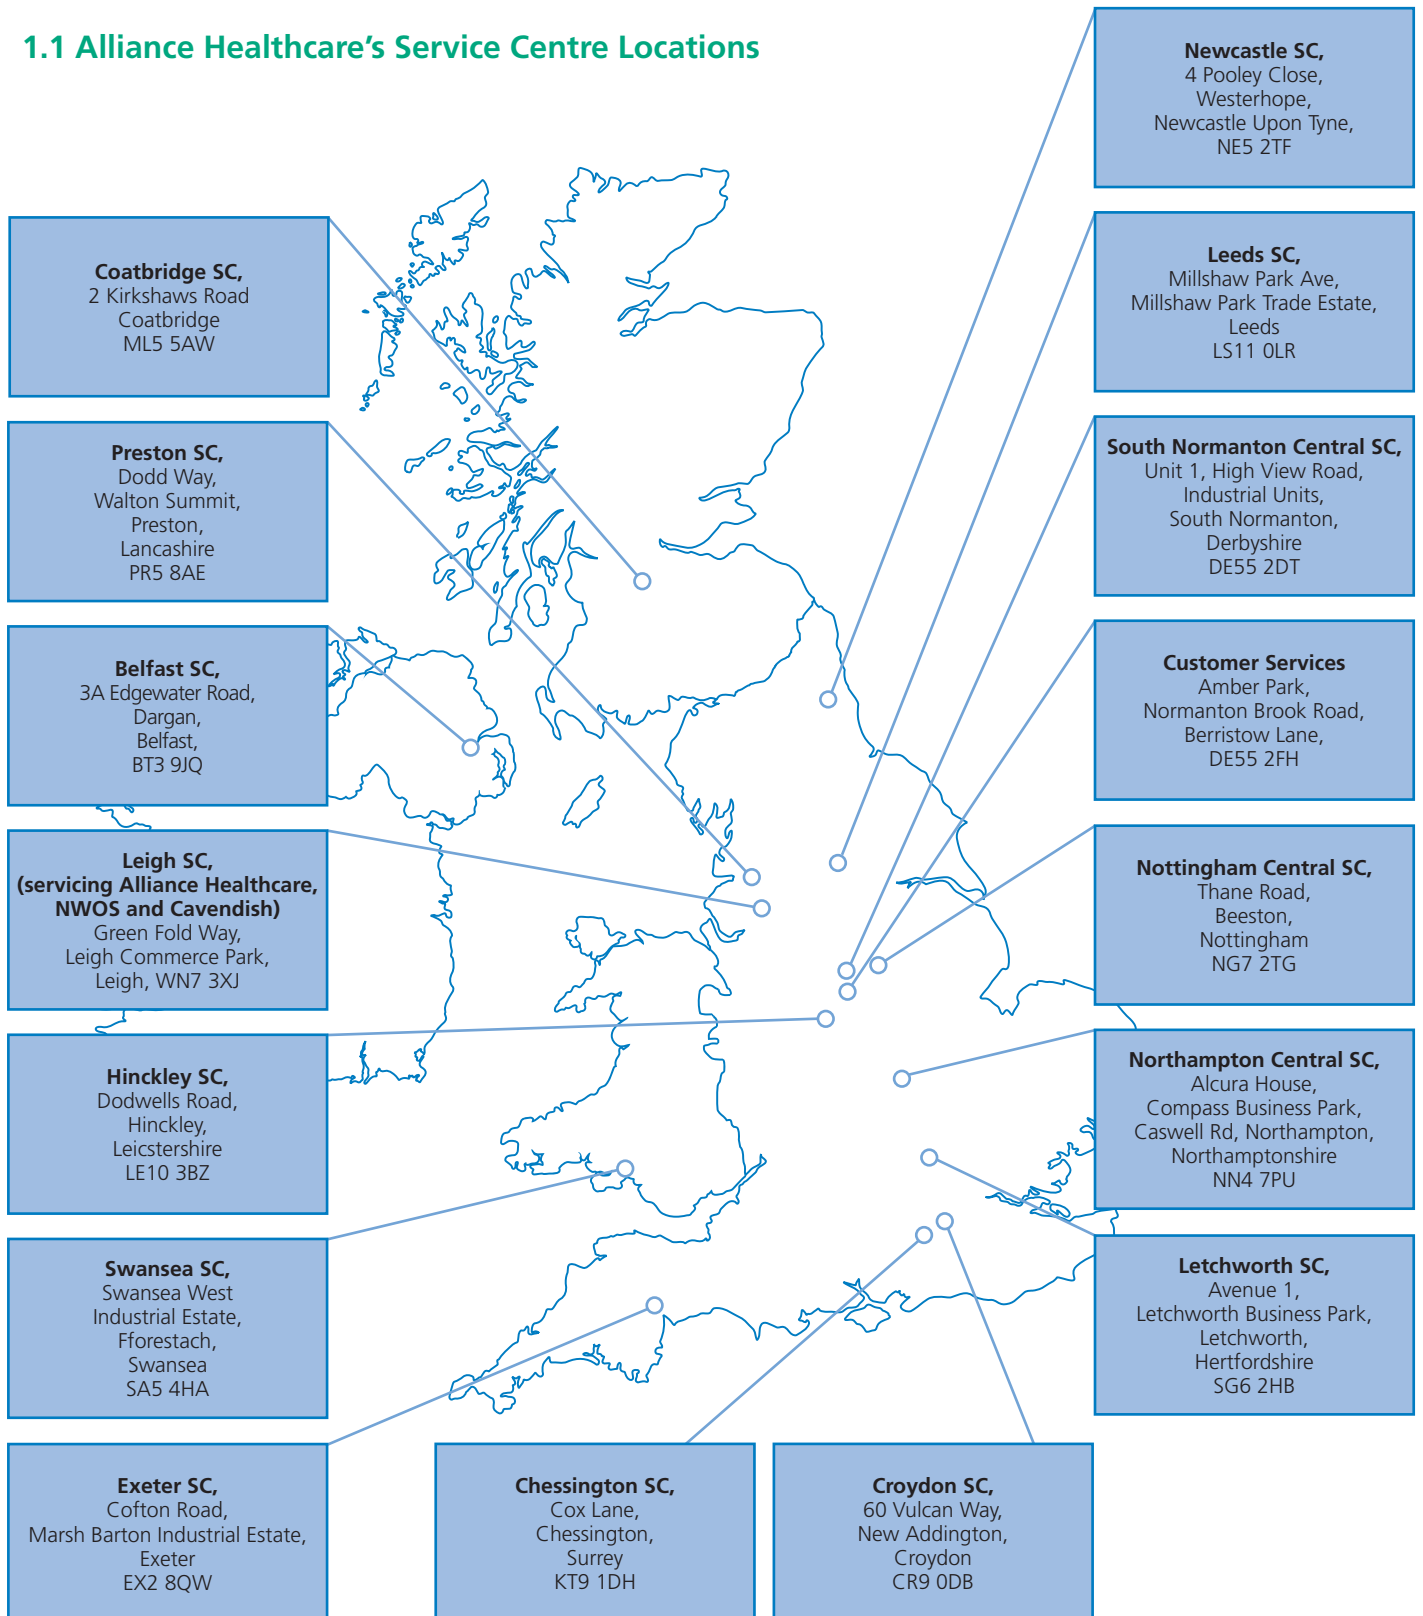 1.1 Alliance Healthcare's Service Centre Locations
Newcastle SC,
4 Pooley Close,
Westerhope,
Newcastle Upon Tyne,
NE5 2TF
Coatbridge SC,
2 Kirkshaws Road
Coatbridge
ML5 5AW
Leeds SC,
Millshaw Park Ave,
Millshaw Park Trade Estate,
Leeds
LS11 0LR
Preston SC,
Dodd Way,
Walton Summit,
Preston,
Lancashire
PR5 8AE
South Normanton Central SC,
Unit 1, High View Road,
Industrial Units,
South Normanton,
Derbyshire
DE55 2DT
Belfast SC,
3A Edgewater Road,
Dargan,
Belfast,
BT3 9JQ
Customer Services
Amber Park,
Normanton Brook Road,
Berristow Lane,
DE55 2FH
Leigh SC,
(servicing Alliance Healthcare,
NWOS and Cavendish)
Green Fold Way,
Leigh Commerce Park,
Leigh, WN7 3XJ
Nottingham Central SC,
Thane Road,
Beeston,
Nottingham
NG7 2TG
Hinckley SC,
Dodwells Road,
Hinckley,
Leicstershire
LE10 3BZ
Northampton Central SC,
Alcura House,
Compass Business Park,
Caswell Rd, Northampton,
Northamptonshire
NN4 7PU
Swansea SC,
Swansea West
Industrial Estate,
Fforestach,
Swansea
SA5 4HA
Letchworth SC,
Avenue 1,
Letchworth Business Park,
Letchworth,
Hertfordshire
SG6 2HB
Exeter SC,
Cofton Road,
Marsh Barton Industrial Estate,
Exeter
EX2 8QW
Chessington SC,
Cox Lane,
Chessington,
Surrey
KT9 1DH
Croydon SC,
60 Vulcan Way,
New Addington,
Croydon
CR9 0DB